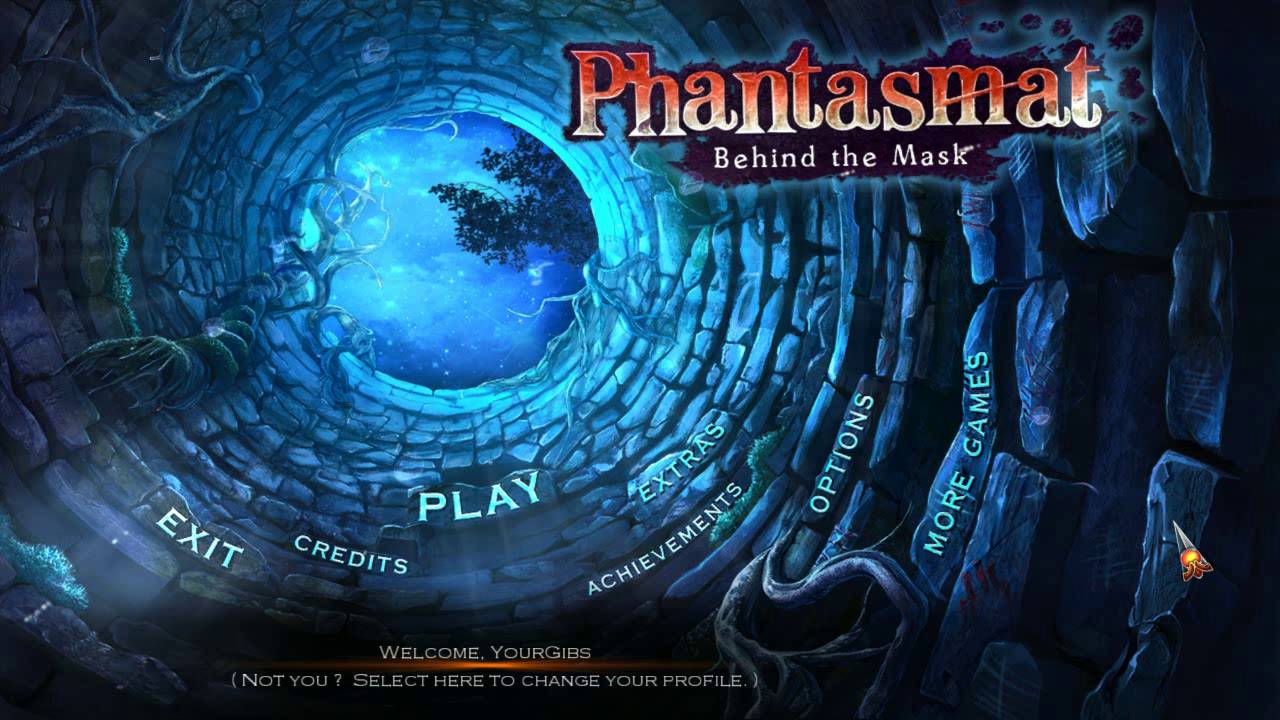 Phantasmat
Behind the Mask
EXIT
CREDITS
PLAY
EXTRAS
ACHIEVEMENTS
OPTIONS
MORE GAMES
WELCOME, YOURGIBS
( NOT YOU ? SELECT HERE TO CHANGE YOUR PROFILE. )